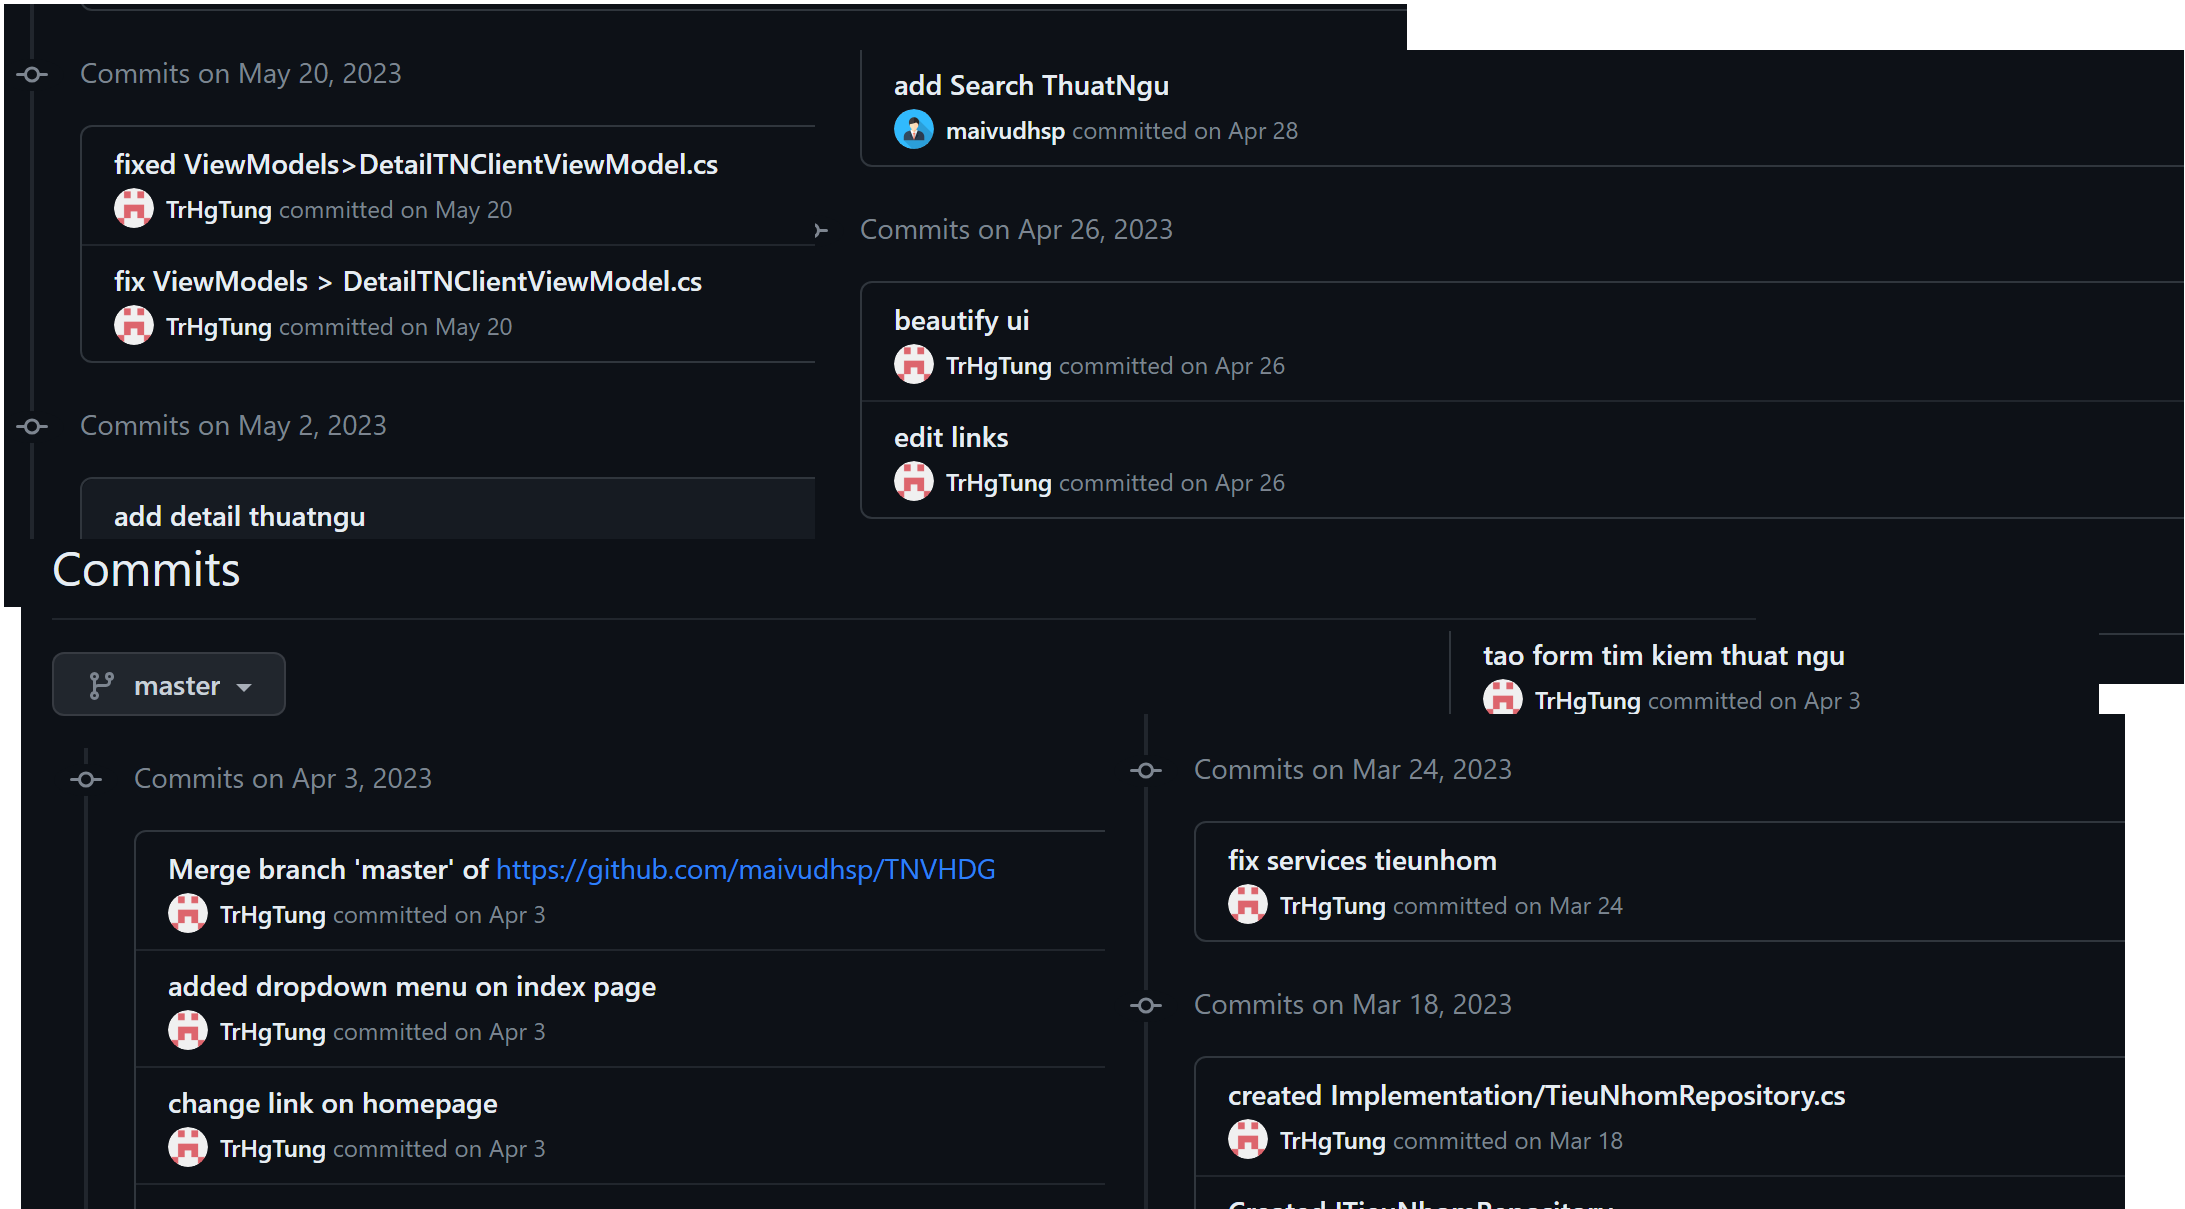 Commits on May 20, 2023
fixed ViewModels>DetailTNClientViewModel.cs
TrHgTung committed on May 20
fix ViewModels > DetailTNClientViewModel.cs
TrHgTung committed on May 20
Commits on May 2, 2023
add detail thuatngu
add Search ThuatNgu
maivudhsp committed on Apr 28
Commits on Apr 26, 2023
beautify ui
TrHgTung committed on Apr 26
edit links
TrHgTung committed on Apr 26
Commits
master
tao form tim kiem thuat ngu
TrHgTung committed on Apr 3
Commits on Apr 3, 2023
Merge branch 'master' of https://github.com/maivudhsp/TNVHDG
TrHgTung committed on Apr 3
added dropdown menu on index page
TrHgTung committed on Apr 3
change link on homepage
TrHgTung committed on Apr 3
Commits on Mar 24, 2023
fix services tieunhom
TrHgTung committed on Mar 24
Commits on Mar 18, 2023
created Implementation/TieuNhomRepository.cs
TrHgTung committed on Mar 18
Created ITieuNhomRepository